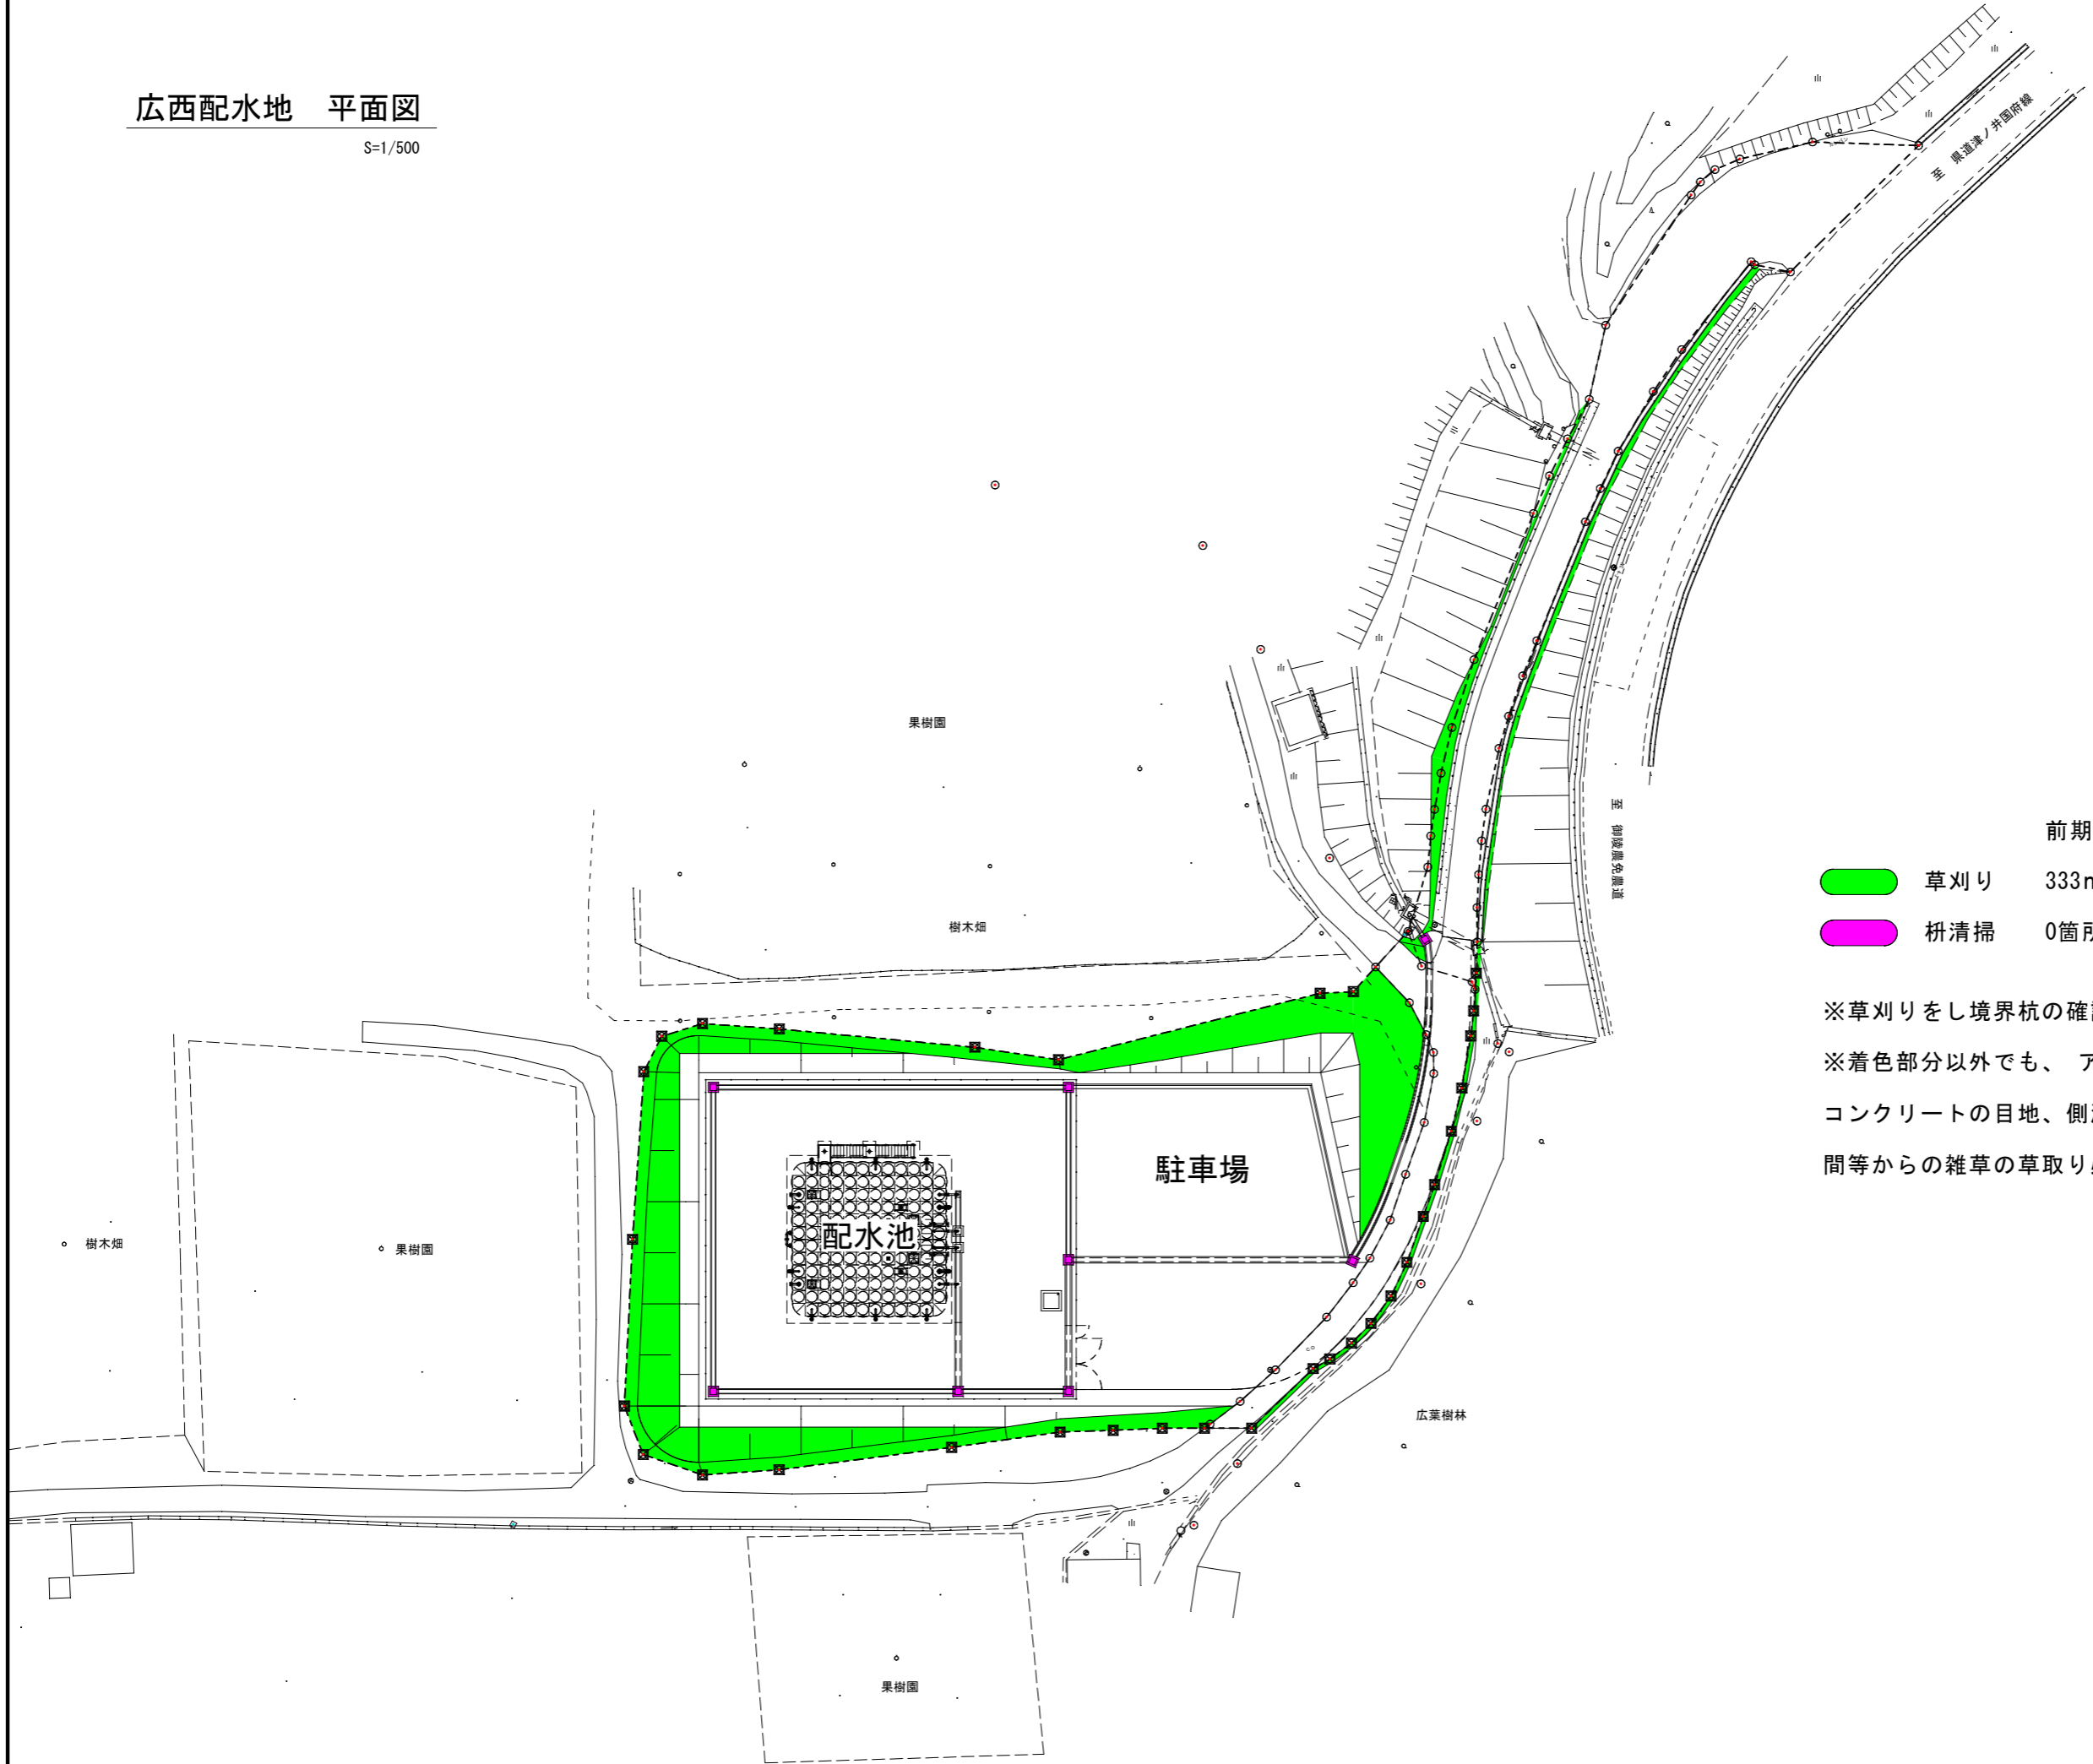 広西配水地　平面図
S=1/500
至　県道津ノ井国府線
果樹園
至　御陵農免農道
前期
草刈り 333m
樹木畑
枡清掃 0箇所
※草刈りをし境界杭の確認
※着色部分以外でも、 ア
コンクリートの目地、側溝
間等からの雑草の草取り
駐車場
配水池
樹木畑
果樹園
広葉樹林
果樹園